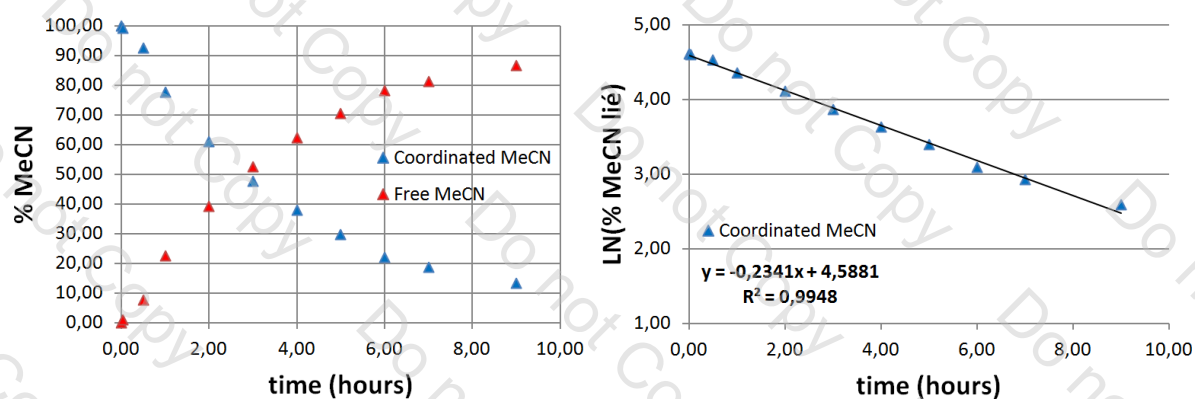 100,00
90,00
80,00
70,00
60,00
50,00
40,00
30,00
20,00
10,00
0,00
% MeCN
Coordinated MeCN
Free MeCN
0,00 2,00 4,00 6,00 8,00 10,00
time (hours)
5,00
4,00
3,00
2,00
1,00
LN(% MeCN lié)
Coordinated MeCN
y = -0,2341x + 4,5881
R² = 0,9948
0,00 2,00 4,00 6,00 8,00 10,00
time (hours)
Do not Copy
Do not Copy
Do not Copy
Do not Copy
Do not Copy